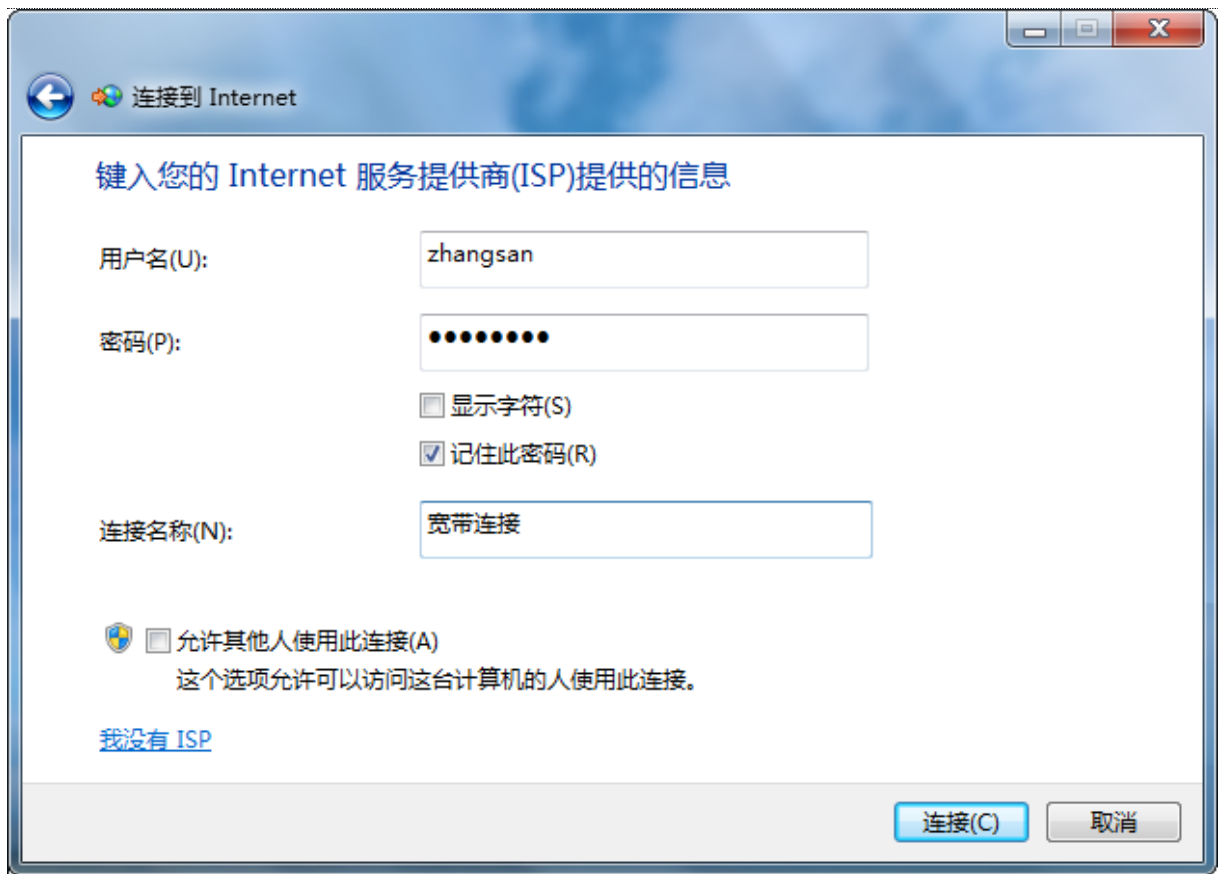 连接到 Internet
键入您的 Internet 服务提供商(ISP)提供的信息
用户名(U):
zhangsan
密码(P):
●●●●●●●●
显示字符(S)
记住此密码(R)
连接名称(N):
宽带连接
允许其他人使用此连接(A)
这个选项允许可以访问这台计算机的人使用此连接。
我没有 ISP
连接(C)
取消